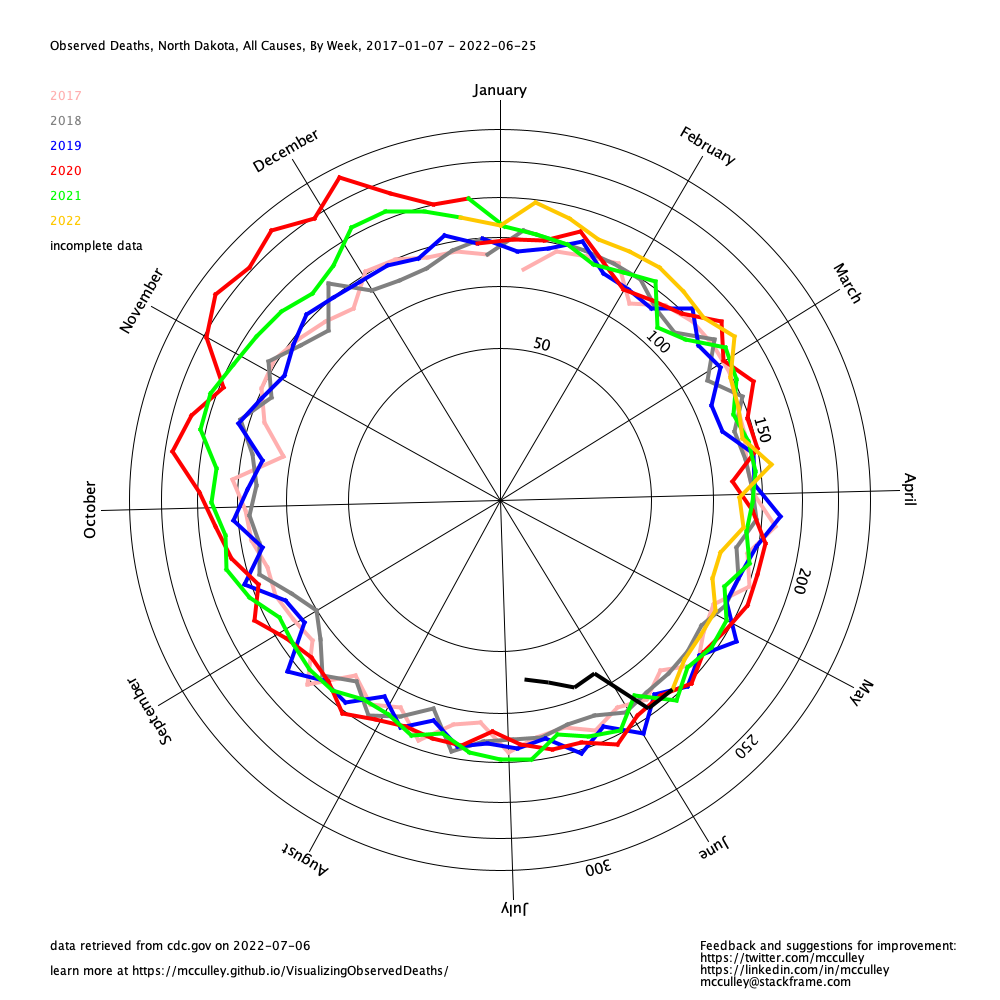 Observed Deaths, North Dakota, All Causes, By Week, 2017-01-07 - 2022-06-25
January
2017
2018
2019
2020
2021
2022
incomplete data
December
February
November
March
50
100
150
October
April
200
September
May
250
August
June
300
July
data retrieved from cdc.gov on 2022-07-06
learn more at https://mcculley.github.io/VisualizingObservedDeaths/
Feedback and suggestions for improvement:
https://twitter.com/mcculley
https://linkedin.com/in/mcculley
mcculley@stackframe.com